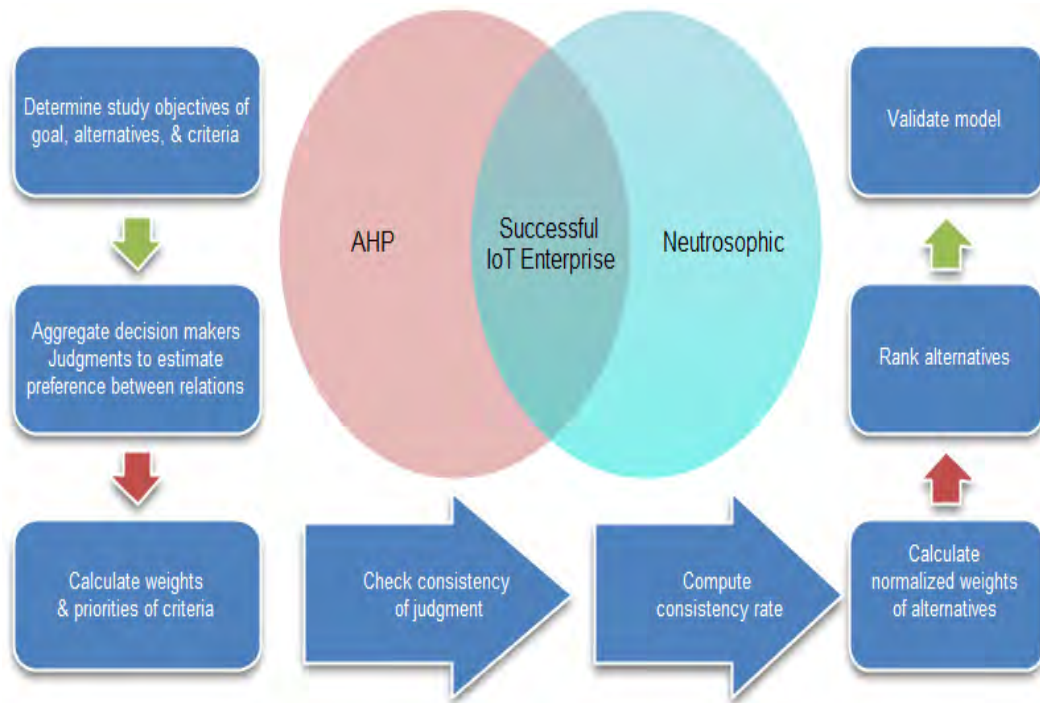 Determine study objectives of
goal, alternatives, & criteria
Aggregate decision makers
Judgments to estimate
preference between relations
Calculate weights
& priorities of criteria
AHP
Successful
IoT Enterprise
Neutrosophic
Check consistency
of judgment
Compute
consistency rate
Calculate
normalized weights
of alternatives
Rank alternatives
Validate model